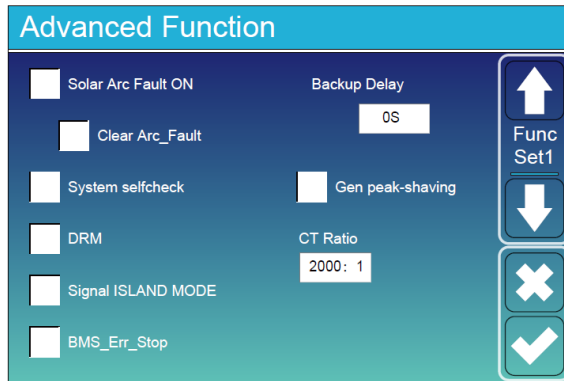 Advanced Function
Solar Arc Fault ON
Backup Delay
0S
Clear Arc_Fault
Func
Set1
System selfcheck
Gen peak-shaving
DRM
CT Ratio
2000: 1
Signal ISLAND MODE
BMS_Err_Stop